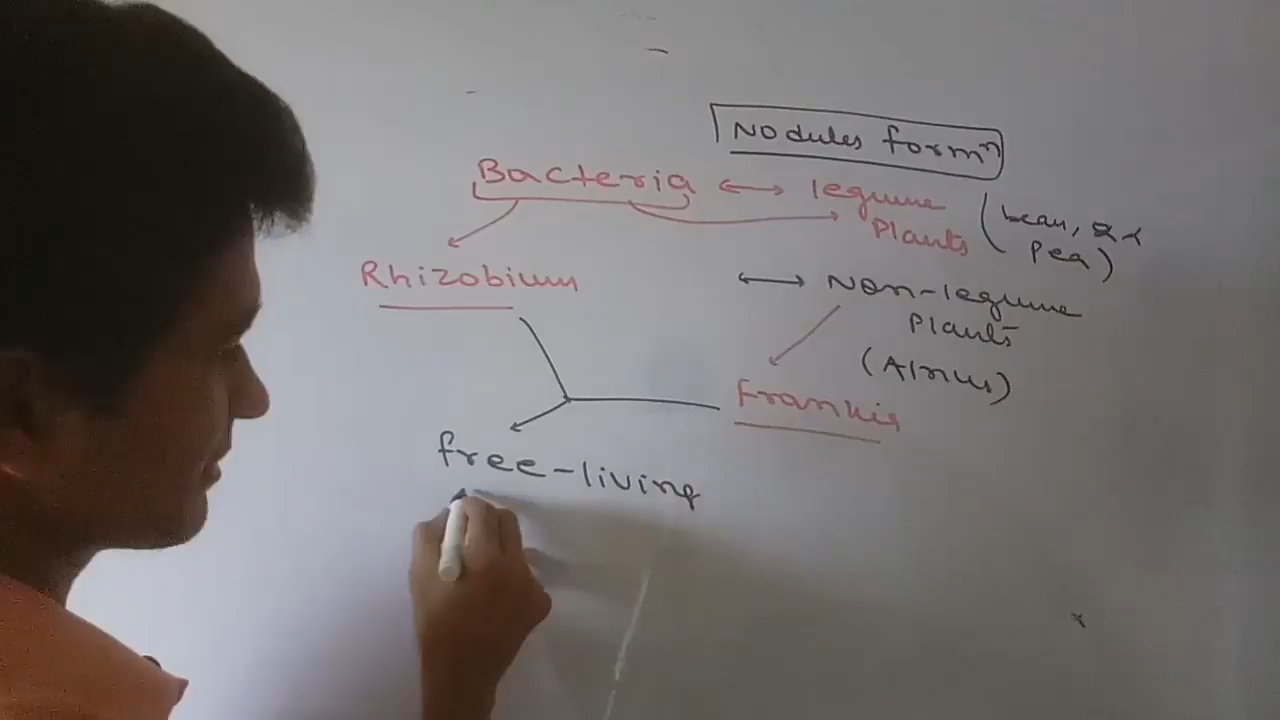 Nodules formⁿ
Bacteria ↔ legume
Plants
(bean,
Pea)
Rhizobium
↔ Non-legume
Plants
(Alnus)
Frankia
free-living